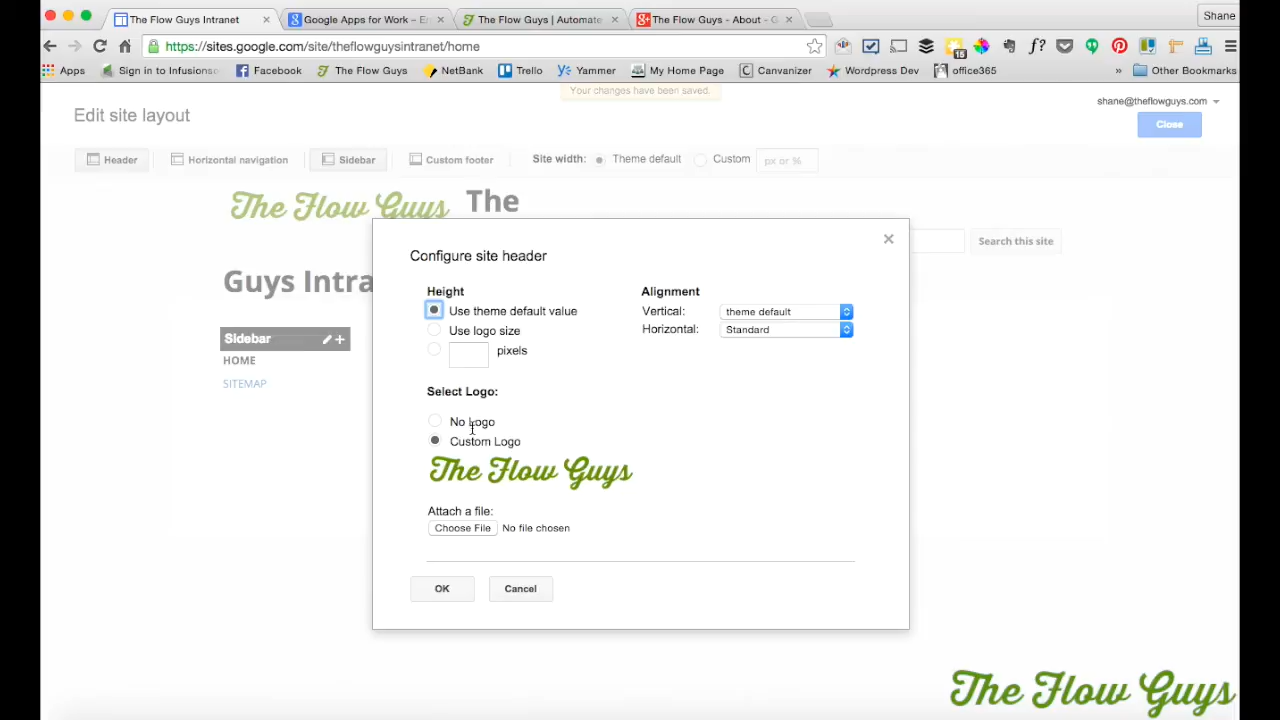 The Flow Guys Intranet
Google Apps for Work – E
The Flow Guys | Automate
The Flow Guys - About - G
Shane
https://sites.google.com/site/theflowguysintranet/home
15
f?
Apps
Sign in to Infusions
Facebook
The Flow Guys
NetBank
Trello
Yammer
My Home Page
Canvanizer
Wordpress Dev
office365
»
Other Bookmarks
Your changes have been saved.
shane@theflowguys.com
Edit site layout
Close
Header
Horizontal navigation
Sidebar
Custom footer
Site width:
Theme default
Custom
px or %
The Flow Guys
The
Search this site
Guys Intra
Sidebar
HOME
SITEMAP
Configure site header
Height
Alignment
Use theme default value
Vertical:
theme default
Use logo size
Horizontal:
Standard
pixels
Select Logo:
No Logo
Custom Logo
The Flow Guys
Attach a file:
Choose File
No file chosen
OK
Cancel
The Flow Guys